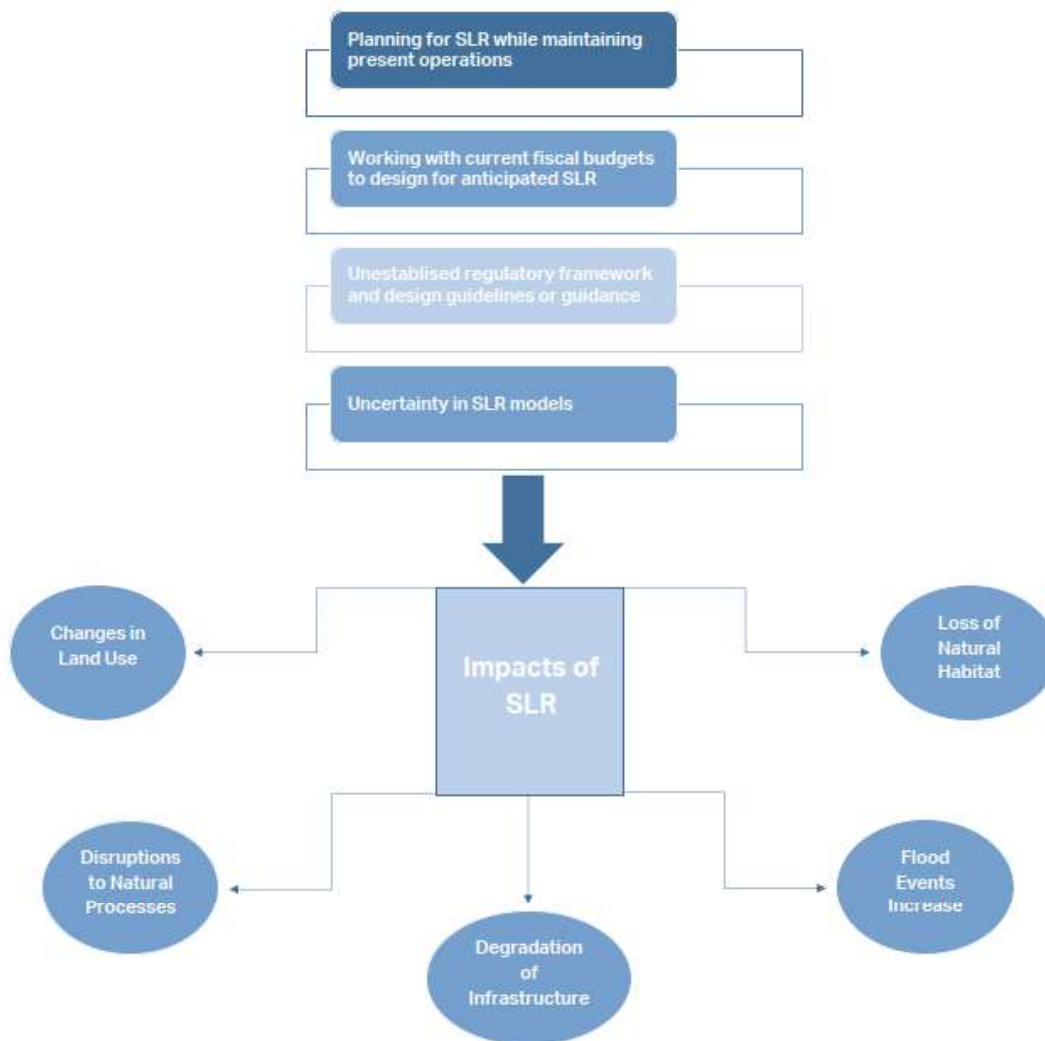 Planning for SLR while maintaining
present operations
Working with current fiscal budgets
to design for anticipated SLR
Unestablised regulatory framework
and design guidelines or guidance
Uncertainty in SLR models
Impacts of
SLR
Changes in
Land Use
Loss of
Natural
Habitat
Disruptions
to Natural
Processes
Degradation
of
Infrastructure
Flood
Events
Increase